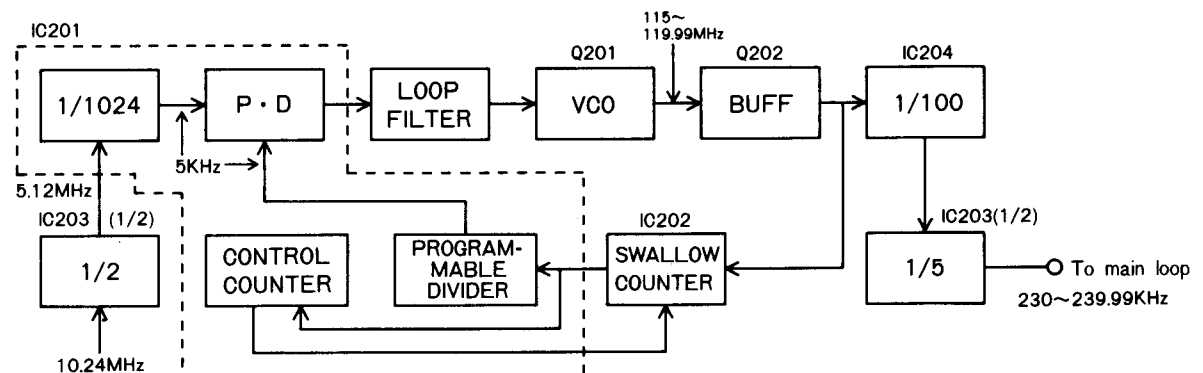 IC201
115~
119.99MHz
Q201
Q202
IC204
1/1024
P・D
LOOP
FILTER
VCO
BUFF
1/100
5KHz
5.12MHz
IC203 (1/2)
IC202
IC203(1/2)
1/2
CONTROL
COUNTER
PROGRAM-
MABLE
DIVIDER
SWALLOW
COUNTER
1/5
To main loop
230~239.99KHz
10.24MHz